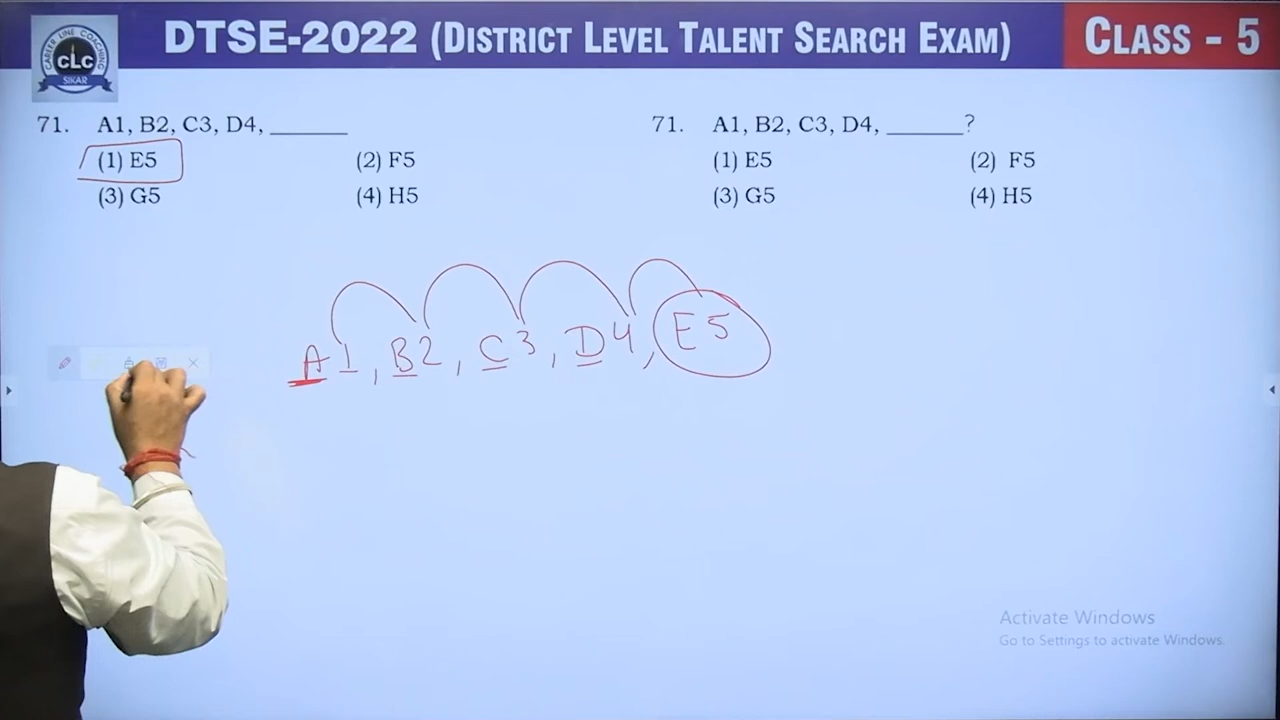 CAREER LINE COACHING
CLC
SIKAR
DTSE-2022 (DISTRICT LEVEL TALENT SEARCH EXAM)
CLASS - 5
71. A1, B2, C3, D4, ______
(1) E5 (2) F5
(3) G5 (4) H5
71. A1, B2, C3, D4, ______?
(1) E5 (2) F5
(3) G5 (4) H5
A1, B2, C3, D4, E5
Activate Windows
Go to Settings to activate Windows.